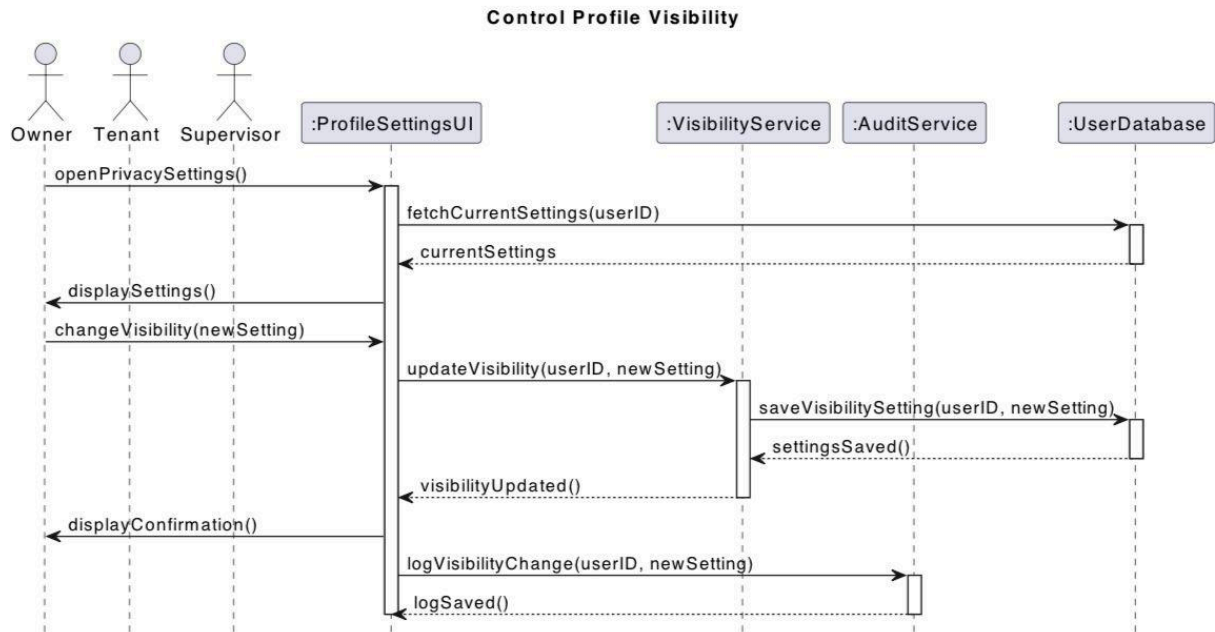 Control Profile Visibility
Owner
Tenant
Supervisor
:ProfileSettingsUI
:VisibilityService
:AuditService
:UserDatabase
openPrivacySettings()
fetchCurrentSettings(userID)
currentSettings
displaySettings()
changeVisibility(newSetting)
updateVisibility(userID, newSetting)
saveVisibilitySetting(userID, newSetting)
settingsSaved()
visibilityUpdated()
displayConfirmation()
logVisibilityChange(userID, newSetting)
logSaved()